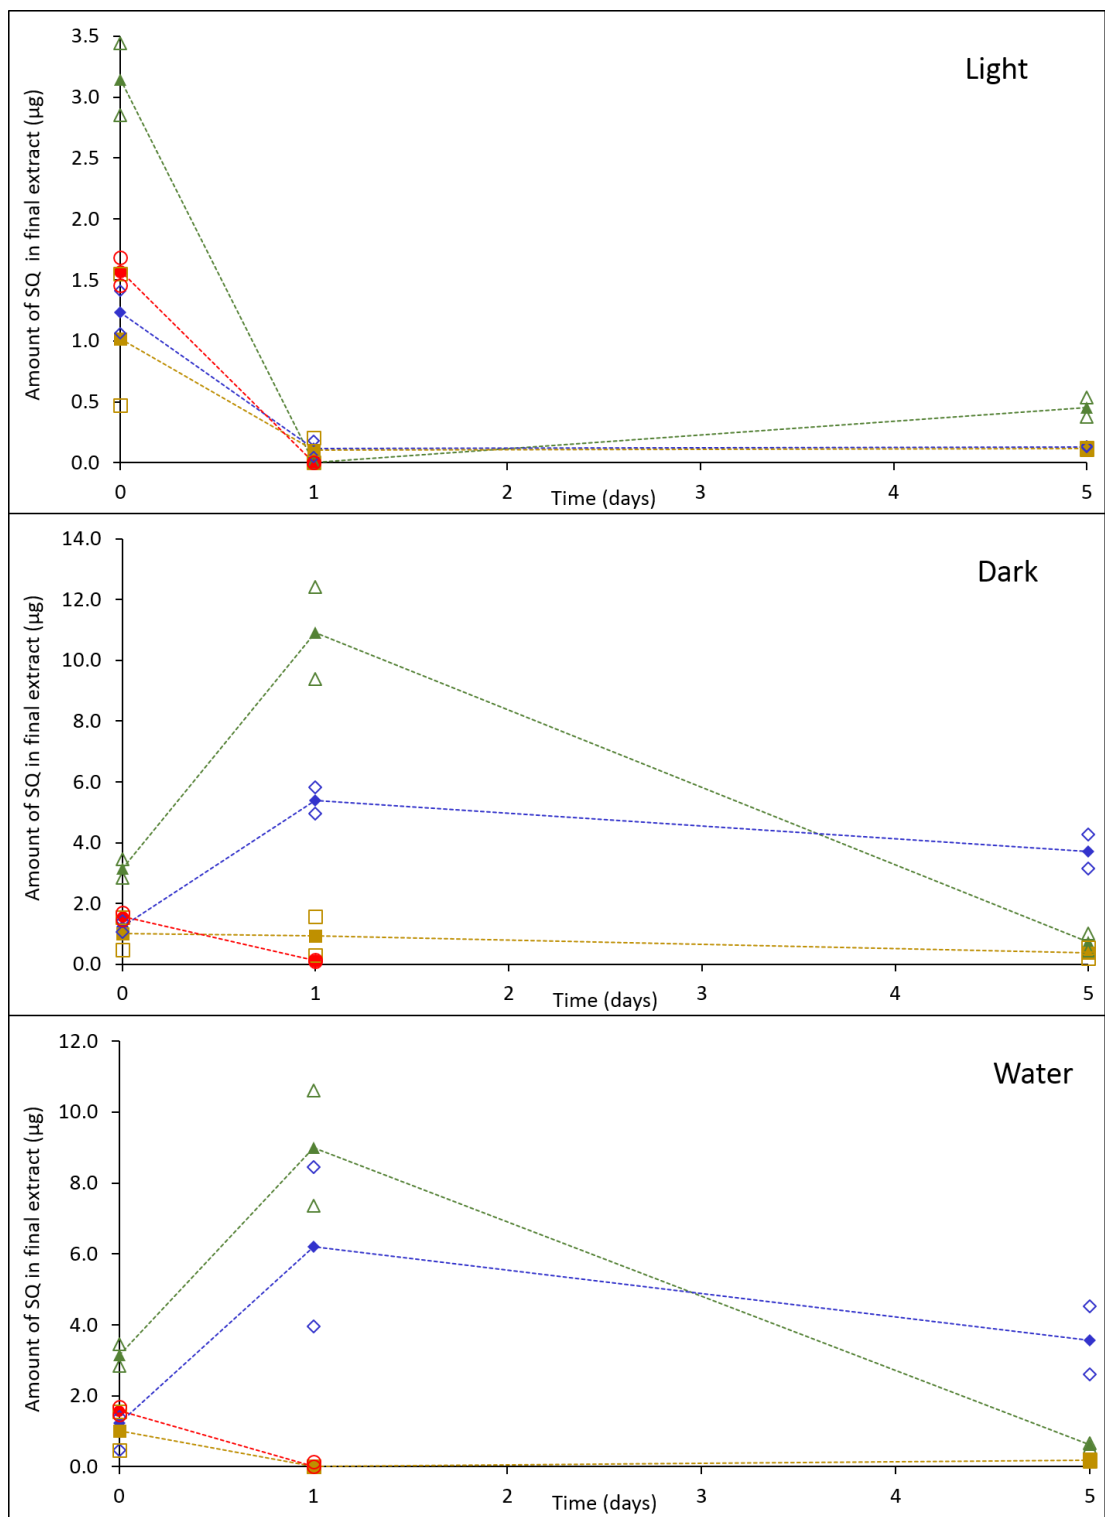 Light
Amount of SQ in final extract (µg)
3.5
3.0
2.5
2.0
1.5
1.0
0.5
0.0
0 1 2 3 4 5
Time (days)
Dark
Amount of SQ in final extract (µg)
14.0
12.0
10.0
8.0
6.0
4.0
2.0
0.0
0 1 2 3 4 5
Time (days)
Water
Amount of SQ in final extract (µg)
12.0
10.0
8.0
6.0
4.0
2.0
0.0
0 1 2 3 4 5
Time (days)